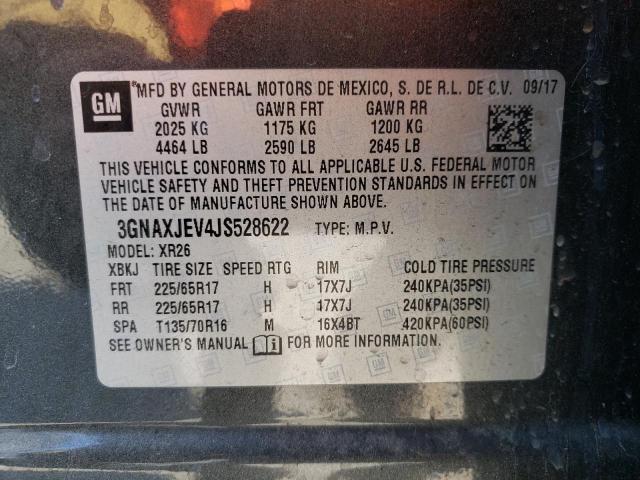 GM
MFD BY GENERAL MOTORS DE MEXICO, S. DE R.L. DE C.V. 09/17
GVWR GAWR FRT GAWR RR
2025 KG 1175 KG 1200 KG
4464 LB 2590 LB 2645 LB
THIS VEHICLE CONFORMS TO ALL APPLICABLE U.S. FEDERAL MOTOR
VEHICLE SAFETY AND THEFT PREVENTION STANDARDS IN EFFECT ON
THE DATE OF MANUFACTURE SHOWN ABOVE.
3GNAXJEV4JS528622 TYPE: M.P.V.
MODEL: XR26
XBKJ TIRE SIZE SPEED RTG RIM COLD TIRE PRESSURE
FRT 225/65R17 H 17X7J 240KPA(35PSI)
RR 225/65R17 H 17X7J 240KPA(35PSI)
SPA T135/70R16 M 16X4BT 420KPA(60PSI)
SEE OWNER'S MANUAL FOR MORE INFORMATION.